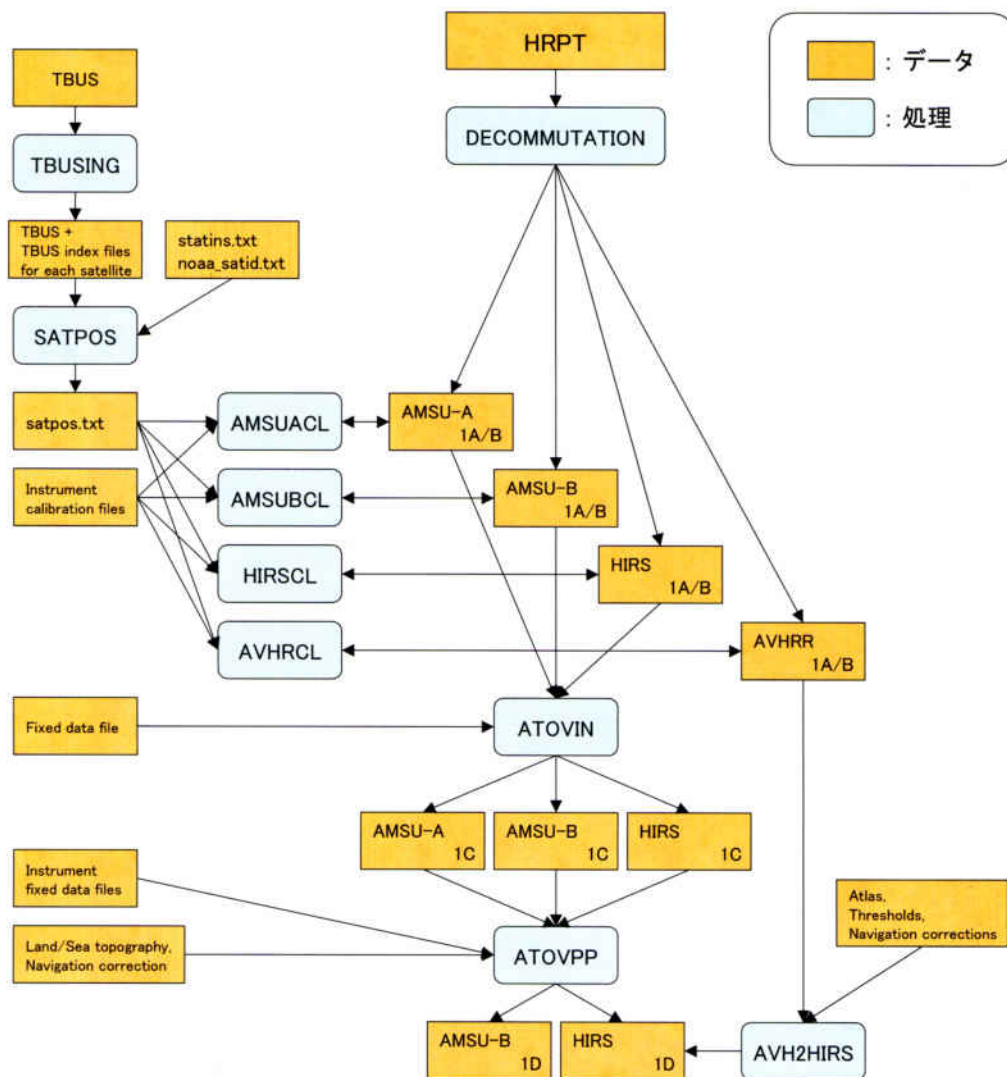 HRPT
: データ
: 処理
TBUS
DECOMMUTATION
TBUSING
TBUS +
TBUS index files
for each satellite
statins.txt
noaa_satid.txt
SATPOS
satpos.txt
AMSUACL
AMSU-A
1A/B
Instrument
calibration files
AMSUBCL
AMSU-B
1A/B
HIRSCL
HIRS
1A/B
AVHRCL
AVHRR
1A/B
Fixed data file
ATOVIN
AMSU-A
1C
AMSU-B
1C
HIRS
1C
Instrument
fixed data files
Atlas,
Thresholds,
Navigation corrections
Land/Sea topography,
Navigation correction
ATOVPP
AMSU-B
1D
HIRS
1D
AVH2HIRS